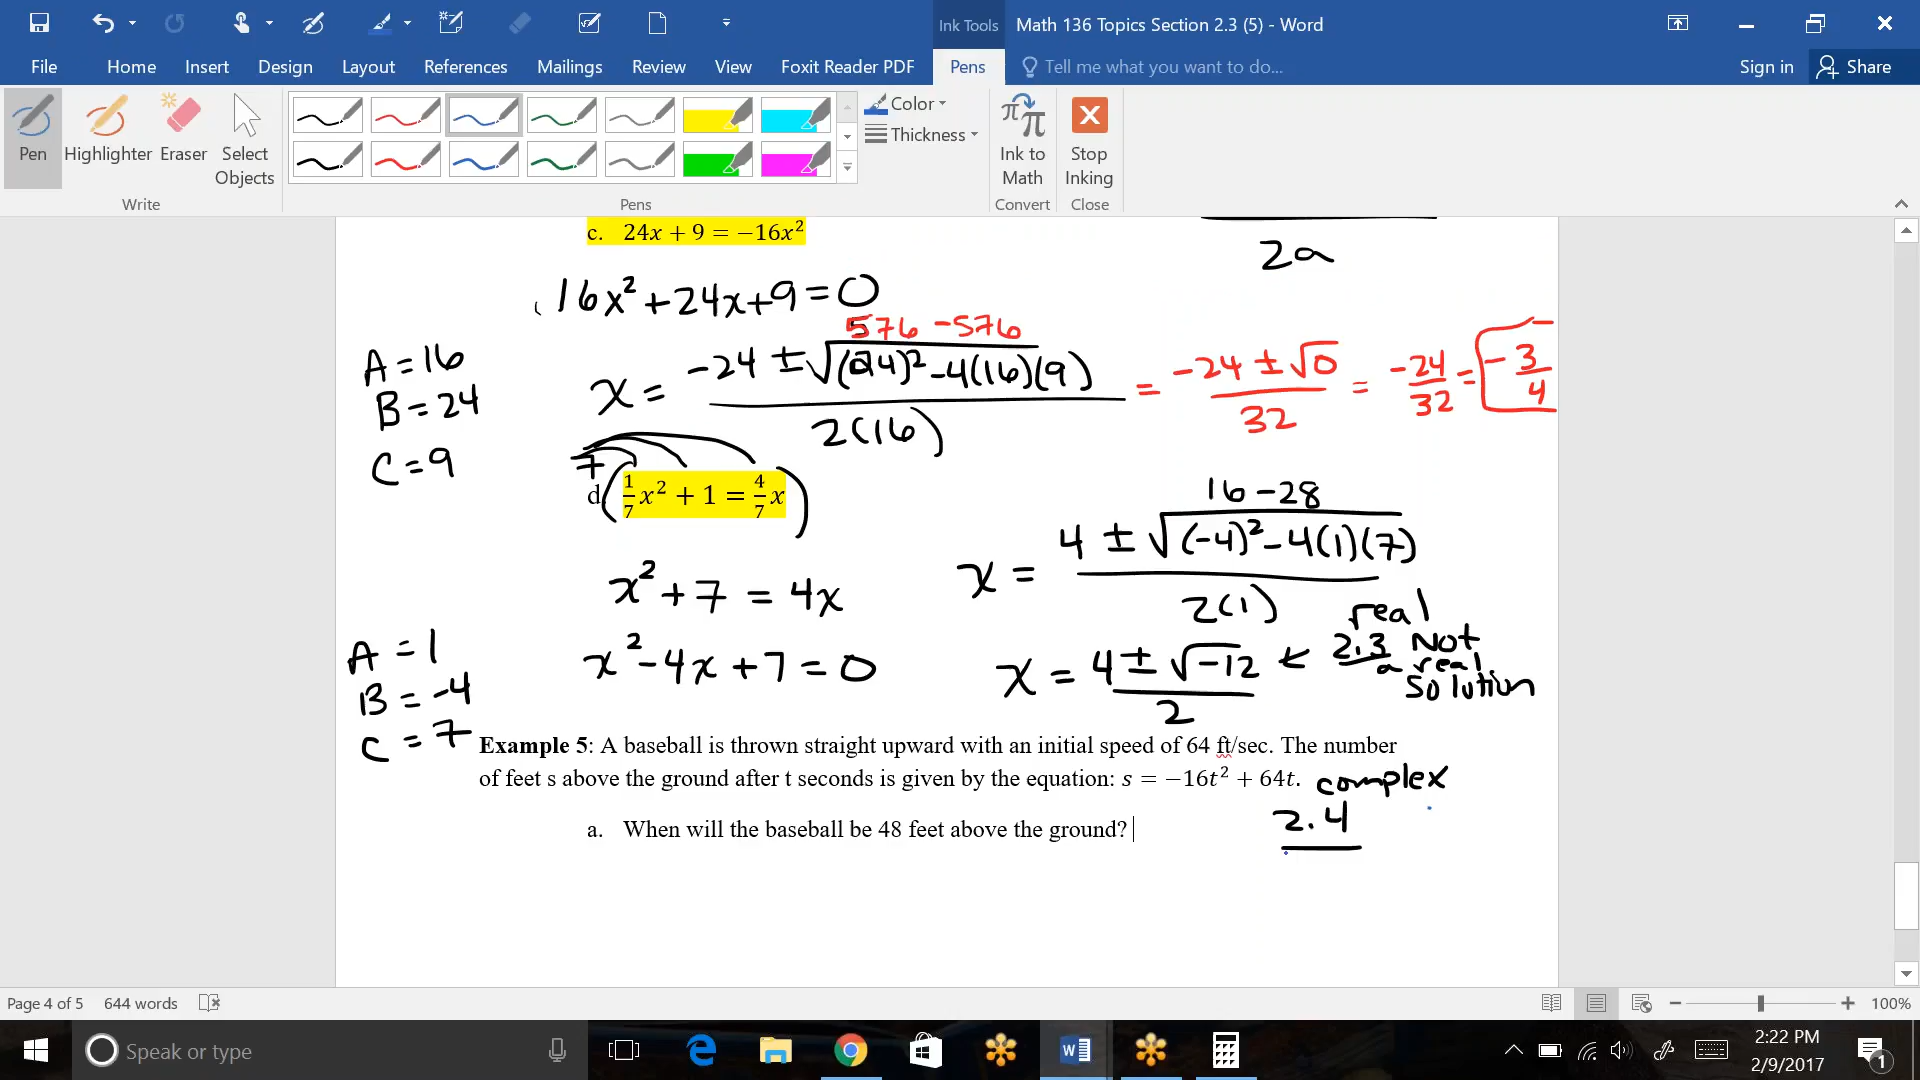 Ink Tools
Math 136 Topics Section 2.3 (5) - Word
File Home Insert Design Layout References Mailings Review View Foxit Reader PDF Pens Tell me what you want to do... Sign in Share
Pen Highlighter Eraser Select Objects
Color
Thickness
Ink to Math
Stop Inking
Write Pens Convert Close
c. 24x + 9 = −16x²
2a
16x² + 24x + 9 = 0
576 - 576
A = 16
B = 24
C = 9
x = -24 ± √(24)² - 4(16)(9)
2(16)
= -24 ± √0 / 32 = -24/32 = -3/4
7
d. (1/7 x² + 1 = 4/7 x)
16 - 28
x = 4 ± √(-4)² - 4(1)(7)
2(1)
x² + 7 = 4x
A = 1
B = -4
C = 7
x² - 4x + 7 = 0
x = 4 ± √-12 / 2 ←
real
2.3 Not
a real
solution
Example 5: A baseball is thrown straight upward with an initial speed of 64 ft/sec. The number
of feet s above the ground after t seconds is given by the equation: s = −16t² + 64t.
complex
2.4
a. When will the baseball be 48 feet above the ground?
Page 4 of 5 644 words 100%
Speak or type
2:22 PM
2/9/2017
1